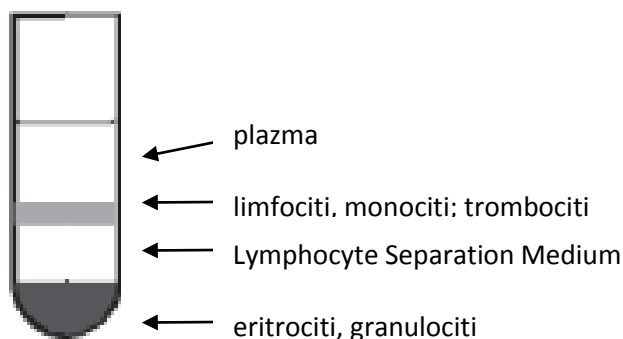 plazma
limfociti, monociti; trombociti
Lymphocyte Separation Medium
eritrociti, granulociti